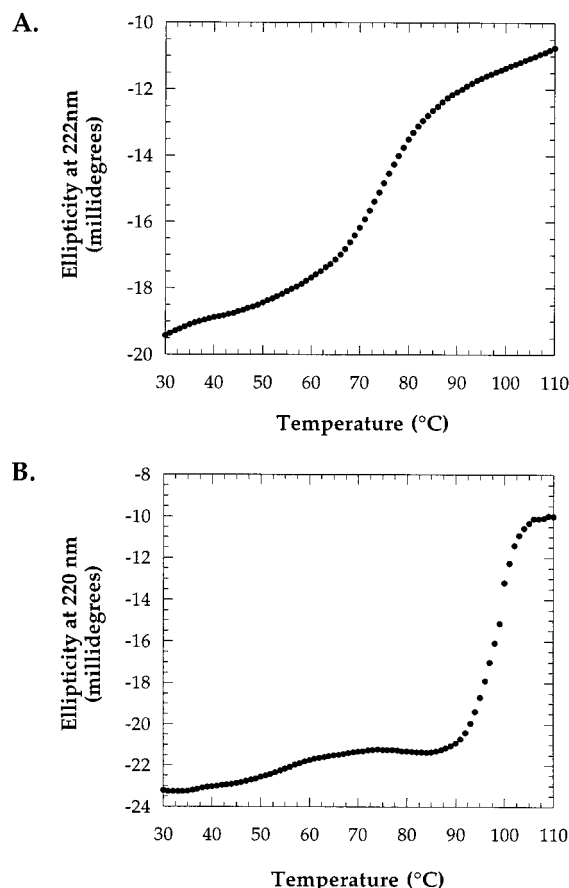 A.
Ellipticity at 222nm
(millidegrees)
-10
-12
-14
-16
-18
-20
30 40 50 60 70 80 90 100 110
Temperature (°C)
B.
Ellipticity at 220 nm
(millidegrees)
-8
-10
-12
-14
-16
-18
-20
-22
-24
30 40 50 60 70 80 90 100 110
Temperature (°C)